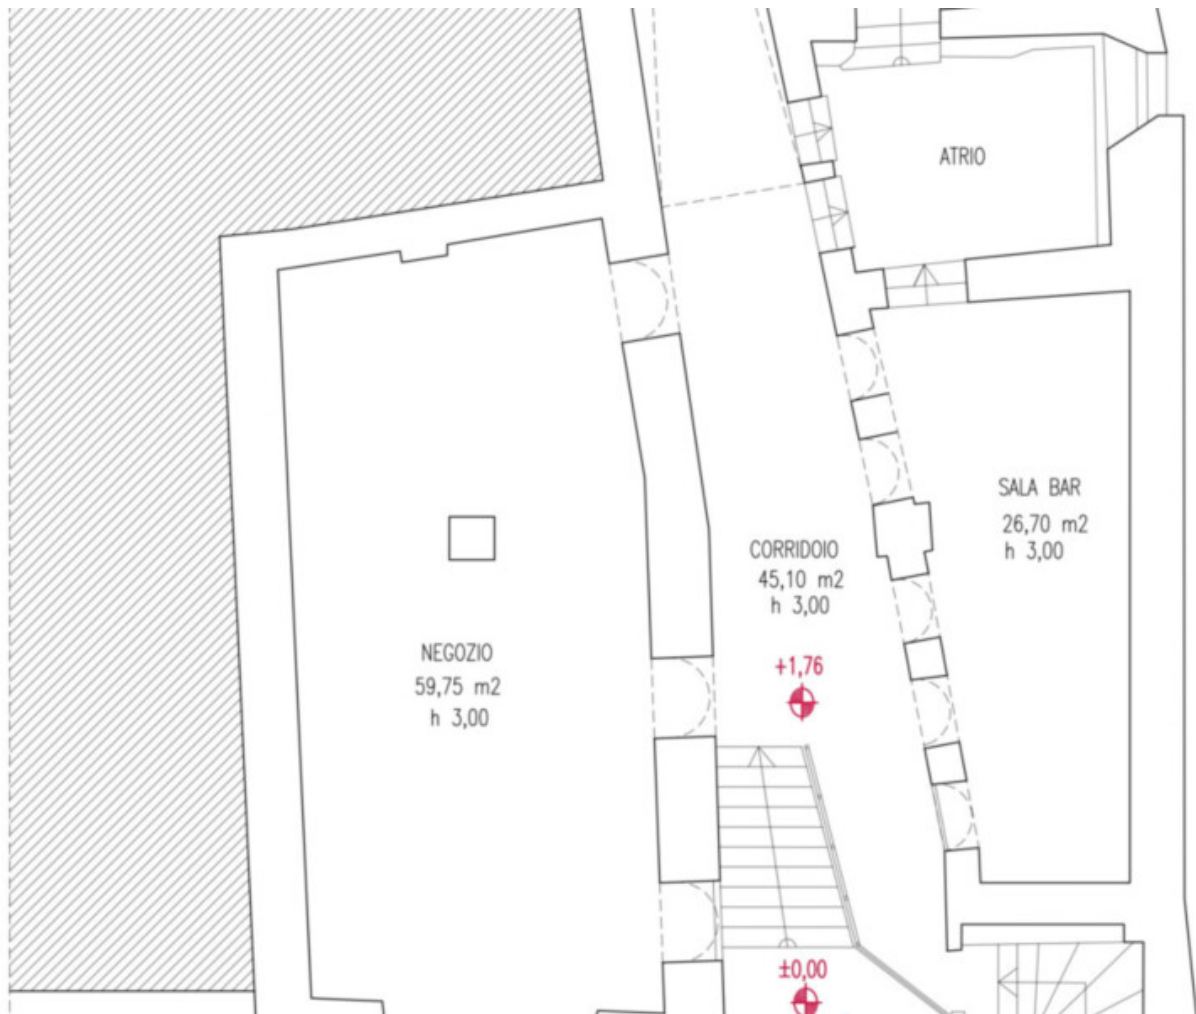 ATRIO
SALA BAR
26,70 m2
h 3,00
CORRIDOIO
45,10 m2
h 3,00
+1,76
NEGOZIO
59,75 m2
h 3,00
±0,00